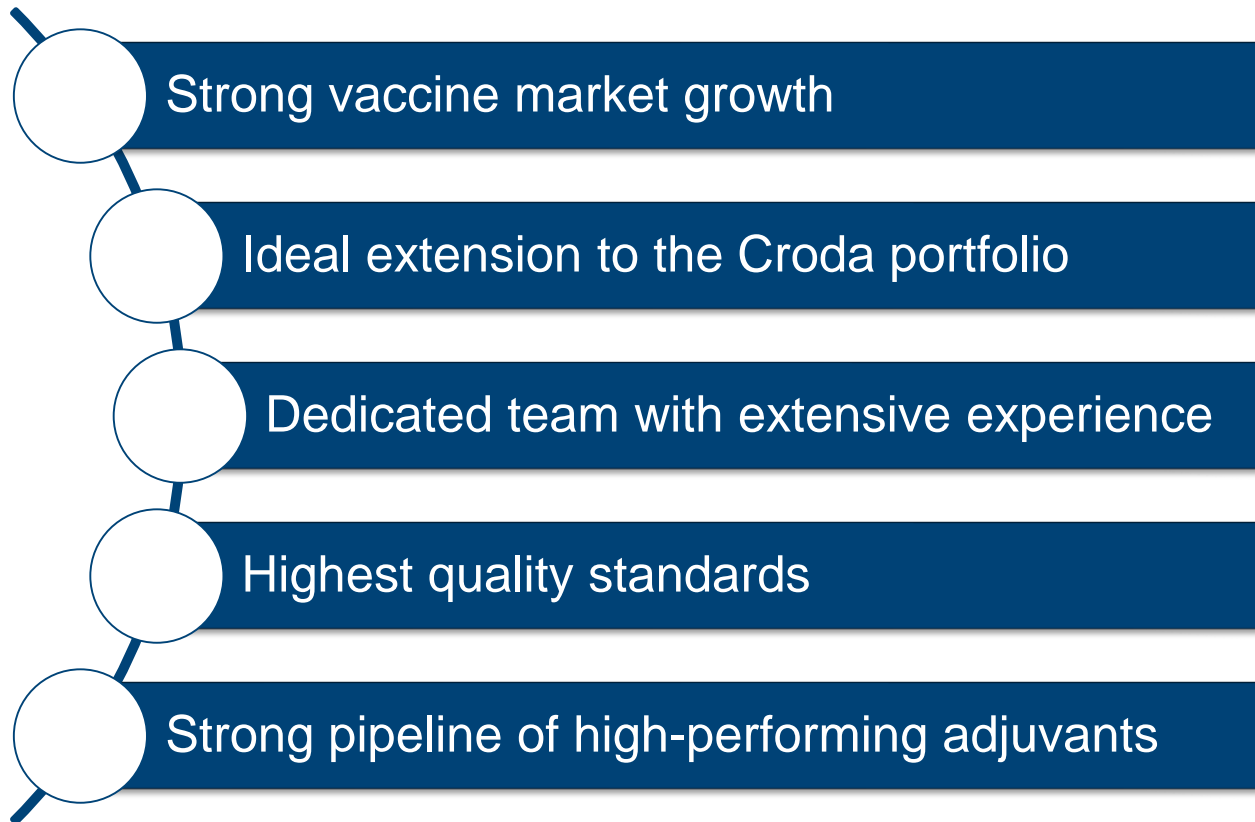 Strong vaccine market growth
Ideal extension to the Croda portfolio
Dedicated team with extensive experience
Highest quality standards
Strong pipeline of high-performing adjuvants